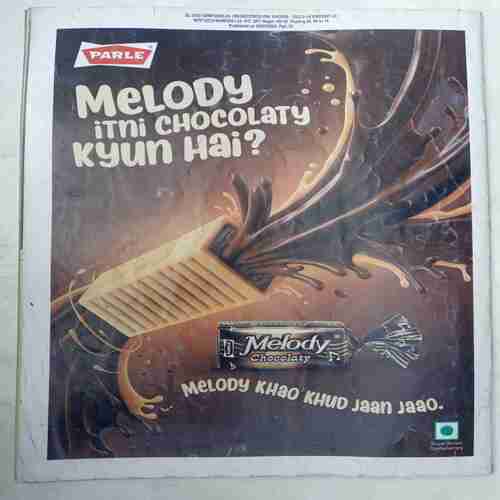 PARLE
MeLODY
iTNi CHOCOLATY
KYUN Hai?
Melody
Chocolaty
MeLODY KHaO KHUD JaaN JaaO.